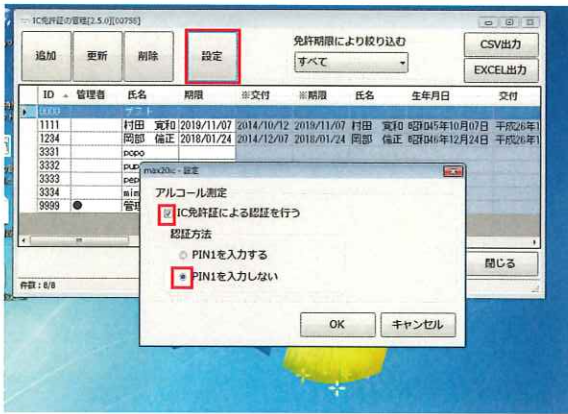 IC免許証の管理[2.5.0][00755]
追加 更新 削除 設定
免許期限により絞り込む
すべて
CSV出力
EXCEL出力
ID 管理者 氏名 期限 ※交付 ※期限 氏名 生年月日 交付
0000 テスト
1111 村田 寛和 2019/11/07 2014/10/12 2019/11/07 村田 寛和 昭和45年10月07日 平成26年1
1234 岡部 倫正 2018/01/24 2014/12/07 2018/01/24 岡部 倫正 昭和46年12月24日 平成26年1
3331 popo
3332 pup
3333 pep
3334 mim
9999 ● 管理
max20ic - 設定
アルコール測定
IC免許証による認証を行う
認証方法
PIN1を入力する
PIN1を入力しない
OK キャンセル
閉じる
件数：8/8